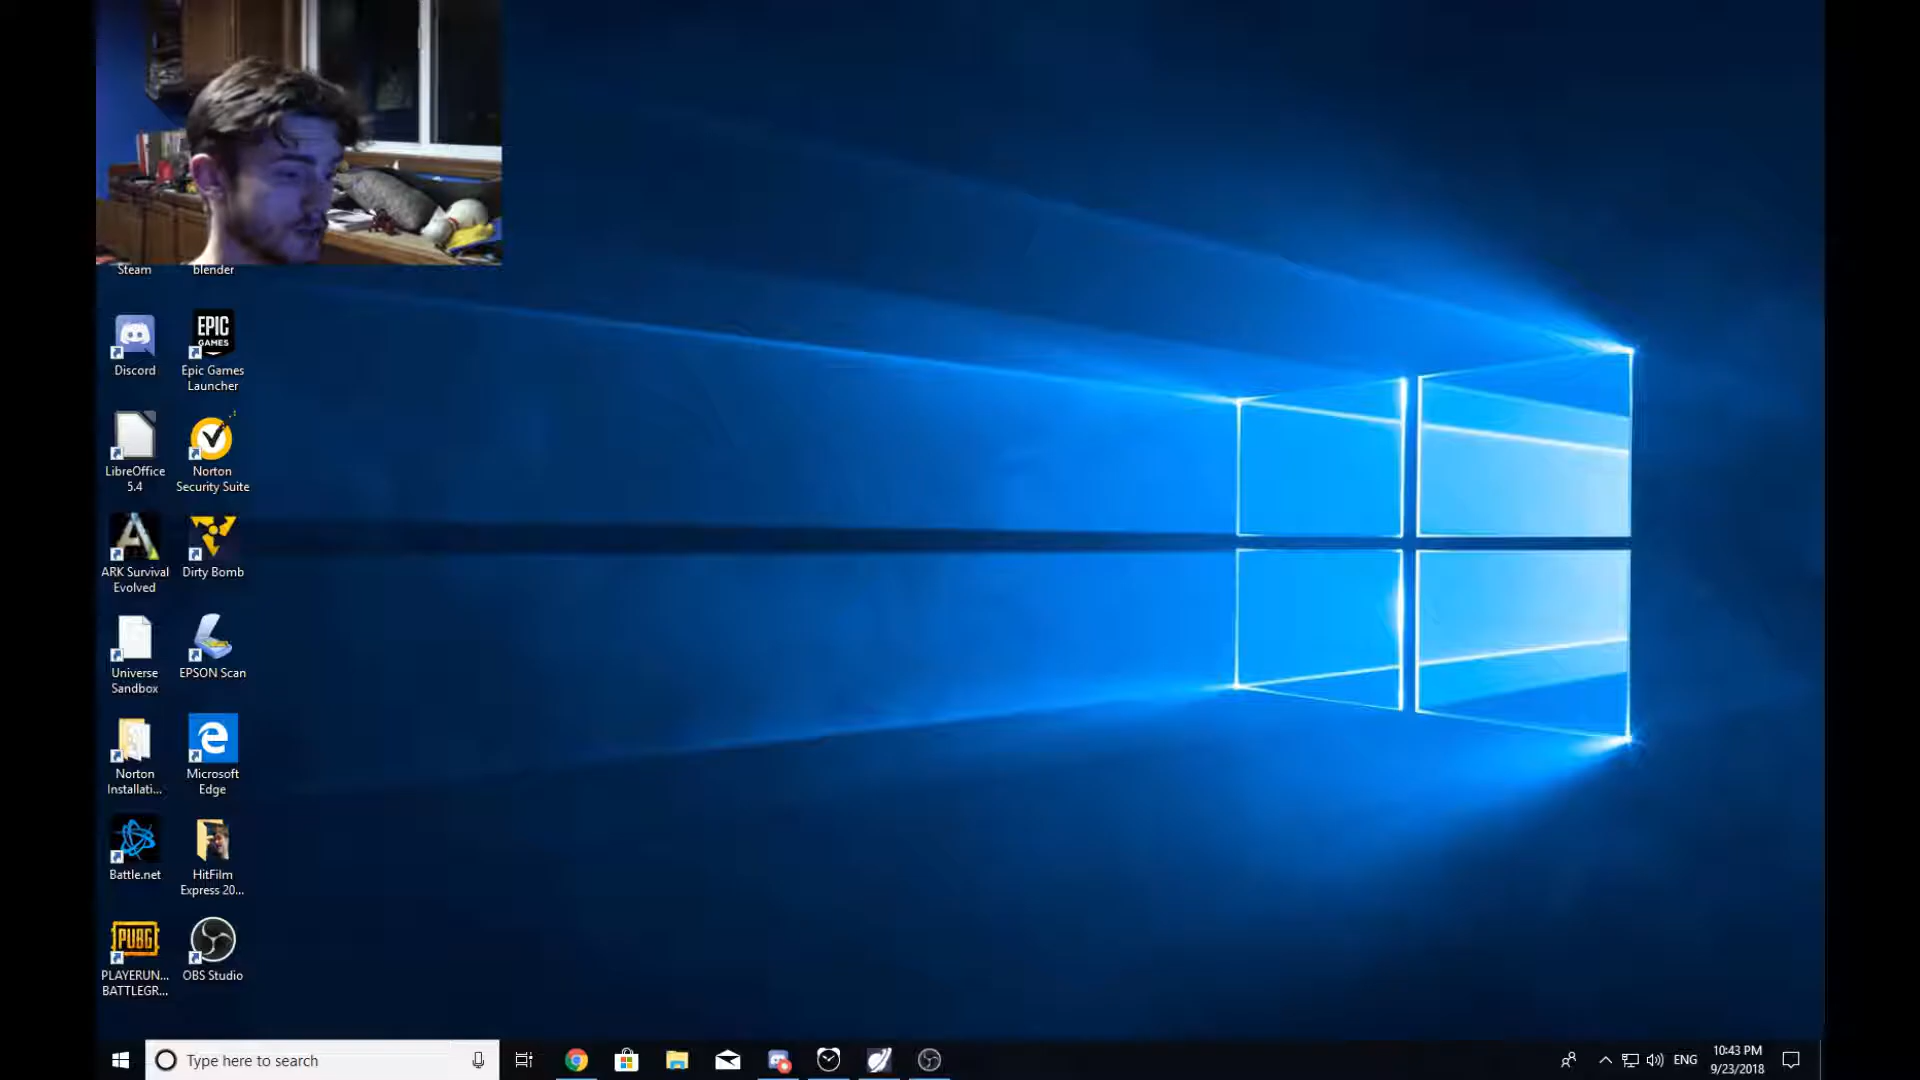 Steam
blender
Discord
EPIC
GAMES
Epic Games
Launcher
LibreOffice
5.4
Norton
Security Suite
ARK Survival
Evolved
Dirty Bomb
Universe
Sandbox
EPSON Scan
Norton
Installati...
Microsoft
Edge
Battle.net
HitFilm
Express 20...
PUBG
PLAYERUN...
BATTLEGR...
OBS Studio
Type here to search
ENG
10:43 PM
9/23/2018